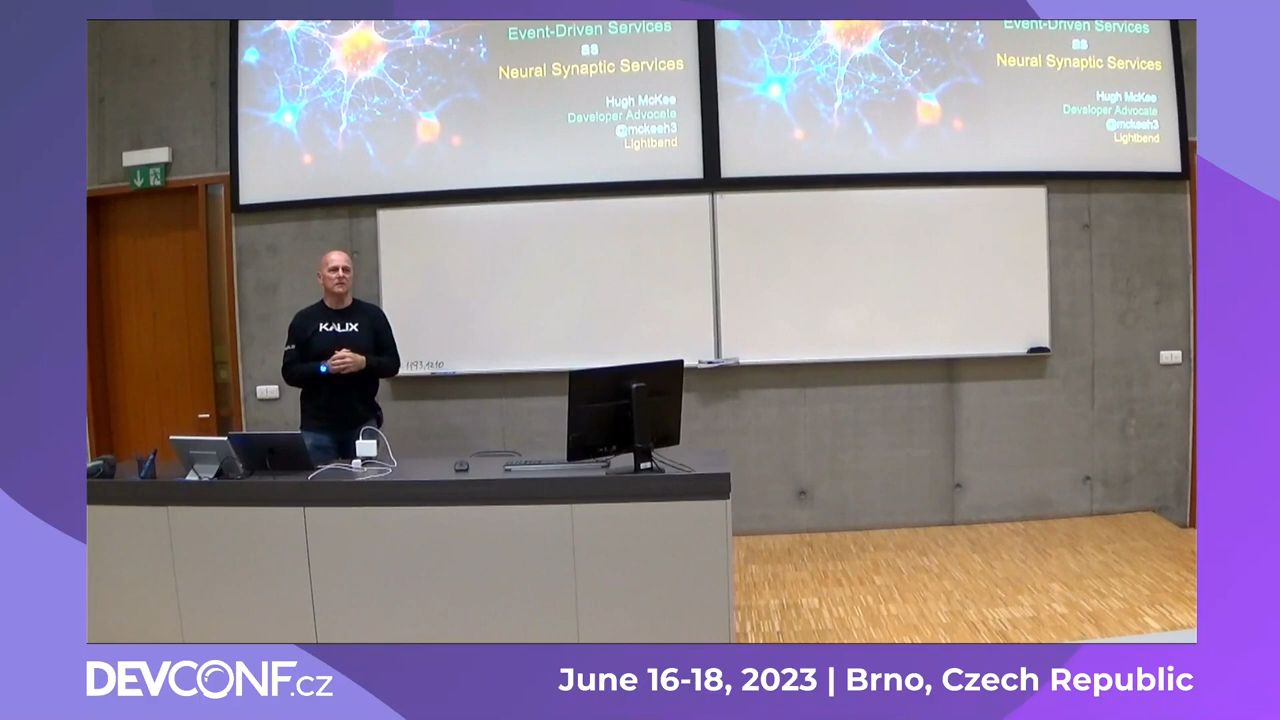 Event-Driven Services
as
Neural Synaptic Services
Hugh McKee
Developer Advocate
@mckeeh3
Lightbend
Event-Driven Services
as
Neural Synaptic Services
Hugh McKee
Developer Advocate
@mckeeh3
Lightbend
KALIX
DEVCONF.cz
June 16-18, 2023 | Brno, Czech Republic